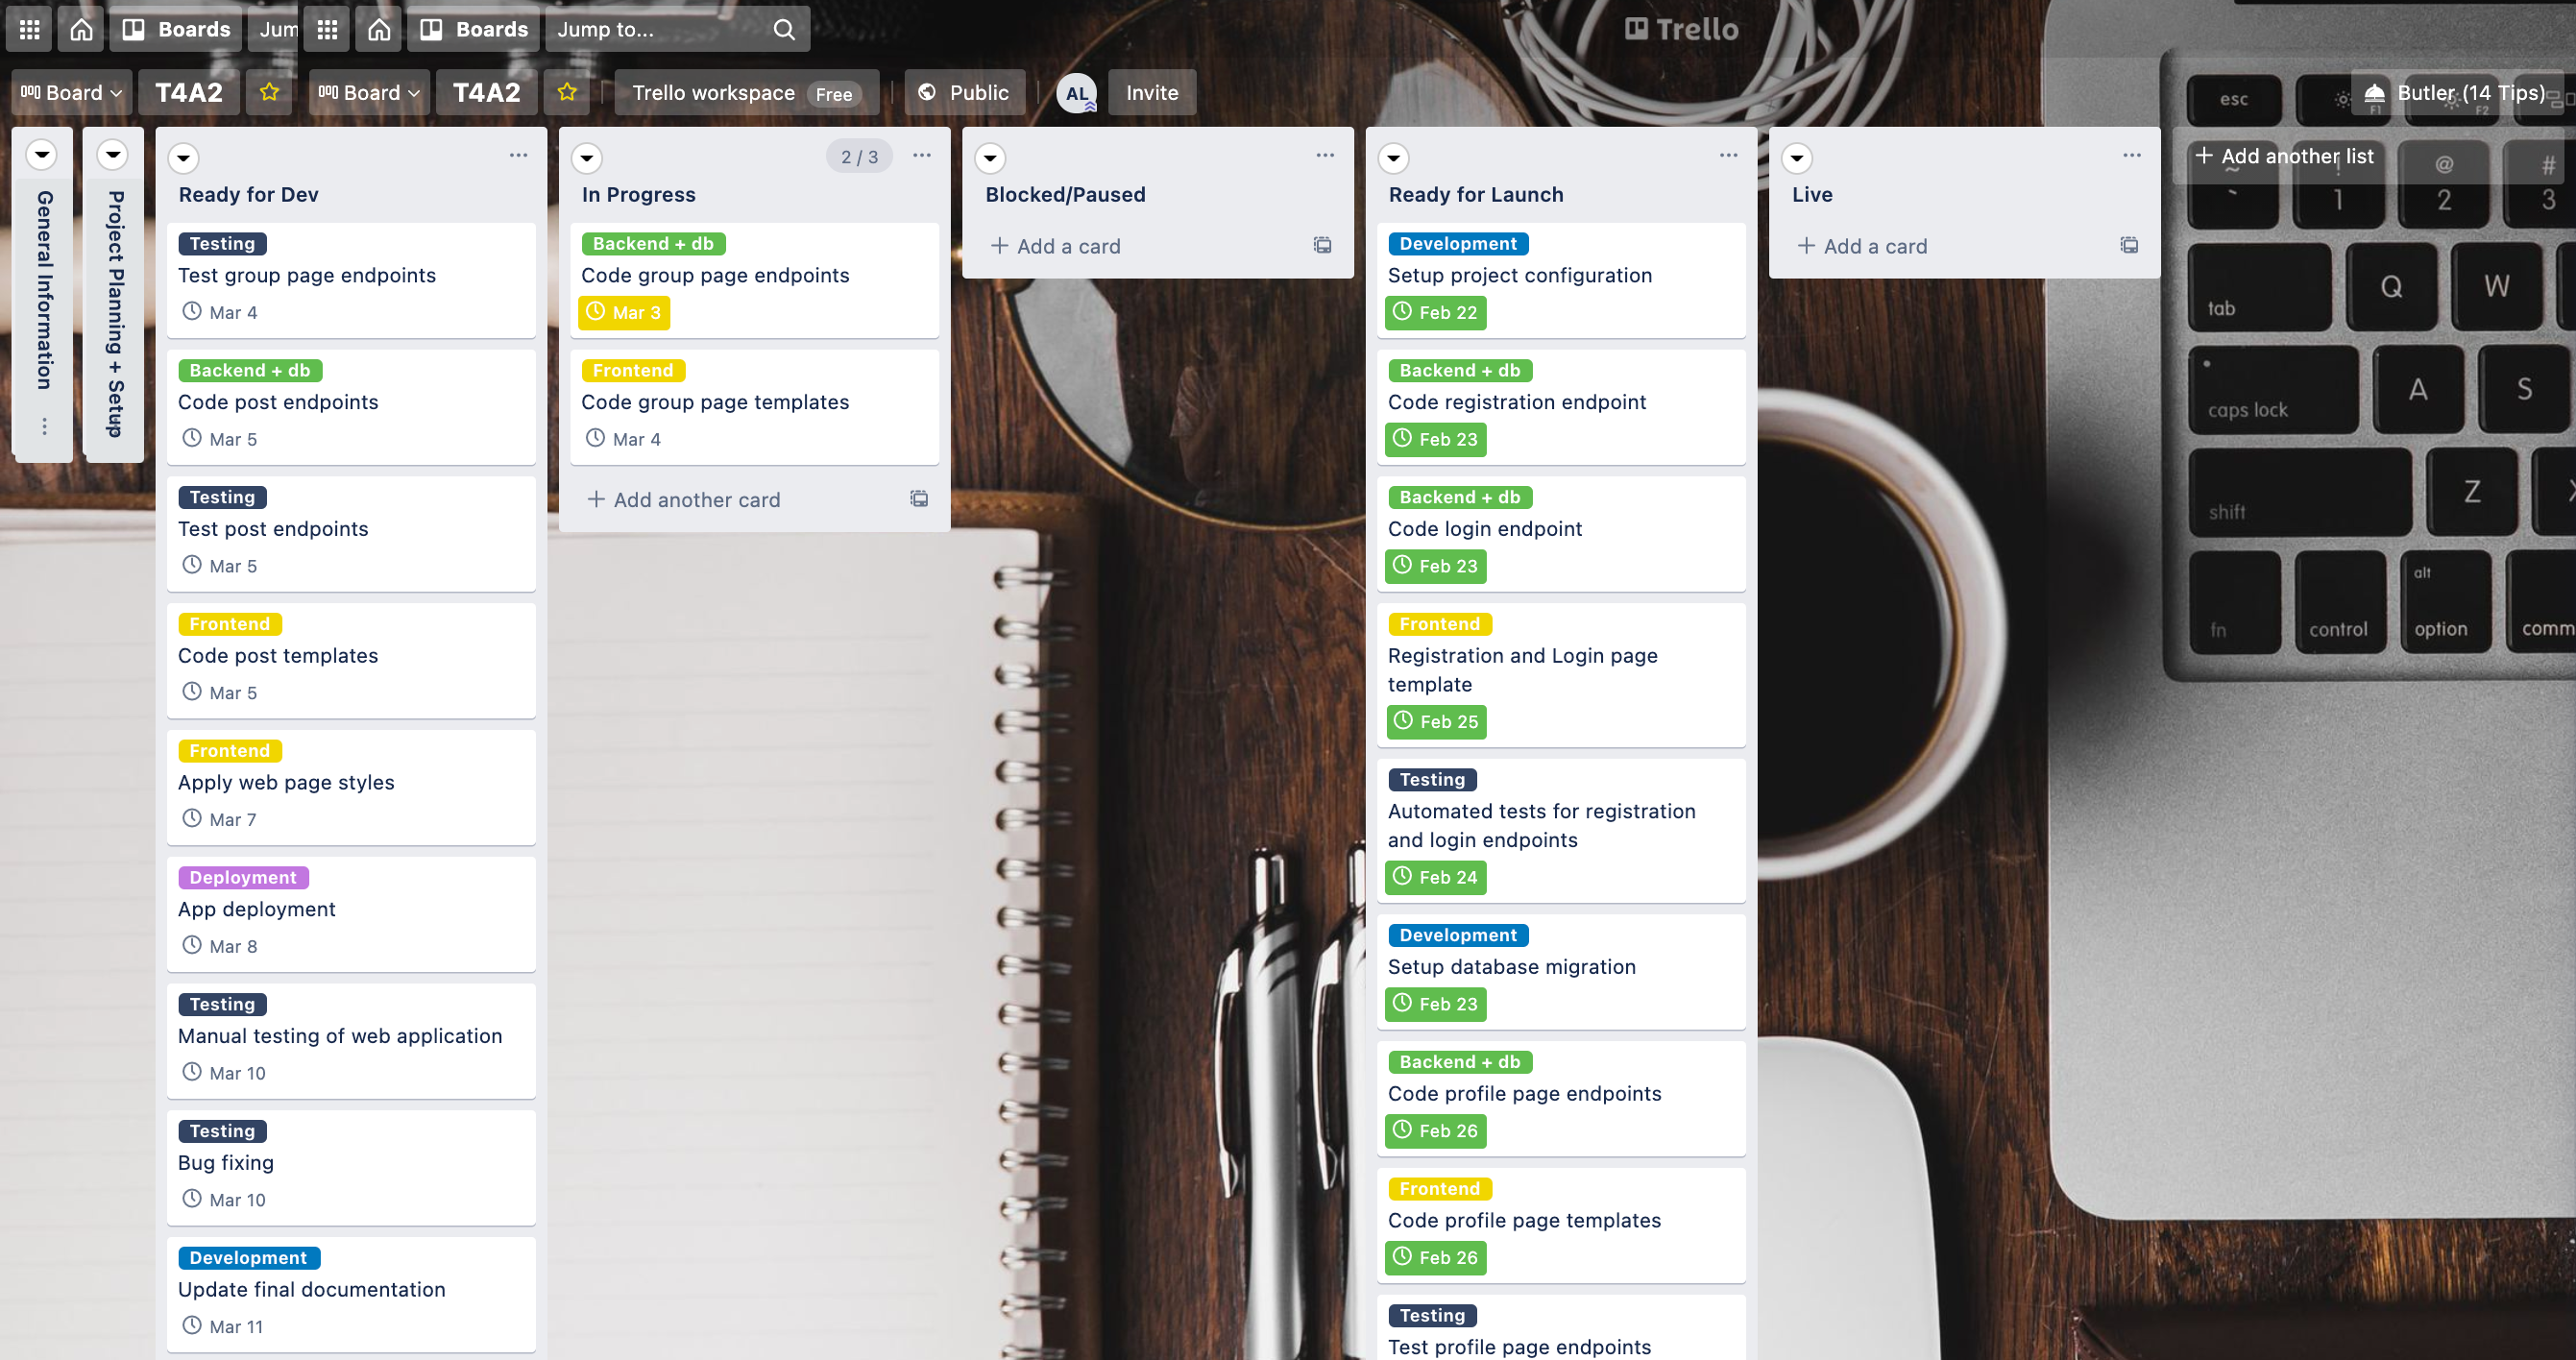 Boards
Jum
Boards
Jump to...
Trello
Board
T4A2
Board
T4A2
Trello workspace Free
Public
AL
Invite
Butler (14 Tips)
General Information
Project Planning + Setup
Ready for Dev
Testing
Test group page endpoints
Mar 4
Backend + db
Code post endpoints
Mar 5
Testing
Test post endpoints
Mar 5
Frontend
Code post templates
Mar 5
Frontend
Apply web page styles
Mar 7
Deployment
App deployment
Mar 8
Testing
Manual testing of web application
Mar 10
Testing
Bug fixing
Mar 10
Development
Update final documentation
Mar 11
2 / 3
In Progress
Backend + db
Code group page endpoints
Mar 3
Frontend
Code group page templates
Mar 4
+ Add another card
Blocked/Paused
+ Add a card
Ready for Launch
Development
Setup project configuration
Feb 22
Backend + db
Code registration endpoint
Feb 23
Backend + db
Code login endpoint
Feb 23
Frontend
Registration and Login page
template
Feb 25
Testing
Automated tests for registration
and login endpoints
Feb 24
Development
Setup database migration
Feb 23
Backend + db
Code profile page endpoints
Feb 26
Frontend
Code profile page templates
Feb 26
Testing
Test profile page endpoints
Live
+ Add a card
+ Add another list
esc
F1
F2
~ ` ! 1 @ 2 # 3
tab Q W
caps lock A S
shift Z
fn control alt option comm